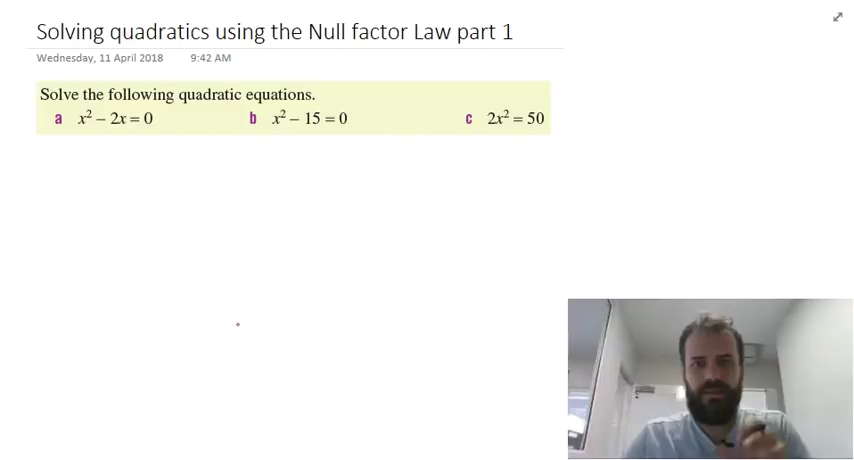 Solving quadratics using the Null factor Law part 1
Wednesday, 11 April 2018 9:42 AM
Solve the following quadratic equations.
a x² – 2x = 0 b x² – 15 = 0 c 2x² = 50